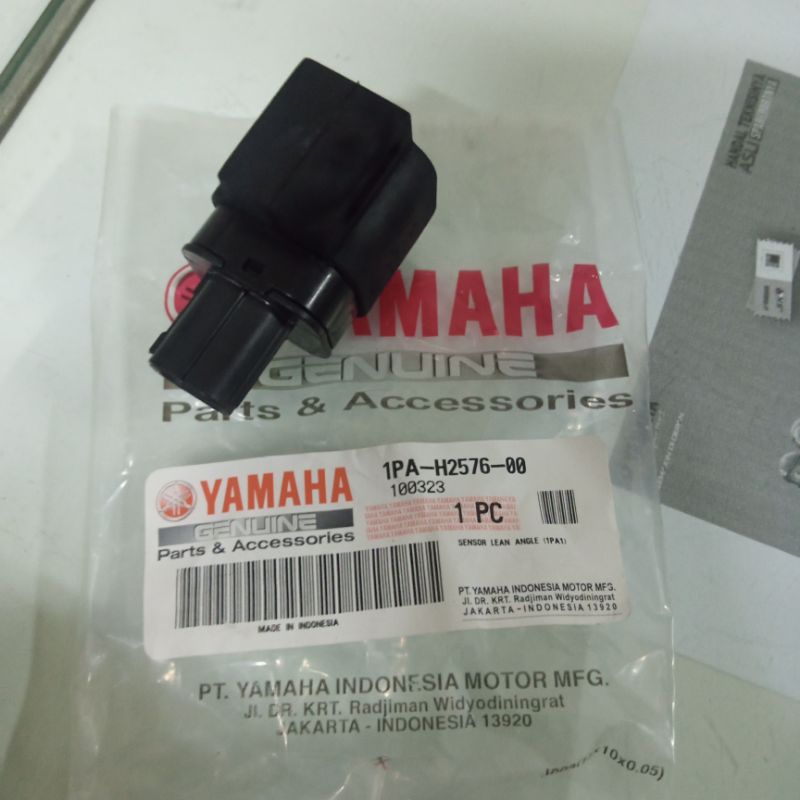 YAMAHA
GENUINE
Parts & Accessories
HANDAL TEKNIKNYA
YAMAHA
GENUINE
Parts & Accessories
1PA-H2576-00
100323
1 PC
SENSOR LEAN ANGLE (1PA1)
MADE IN INDONESIA
PT. YAMAHA INDONESIA MOTOR MFG.
Jl. DR. KRT. Radjiman Widyodiningrat
JAKARTA - INDONESIA 13920
PT. YAMAHA INDONESIA MOTOR MFG.
Jl. DR. KRT. Radjiman Widyodiningrat
JAKARTA - INDONESIA 13920